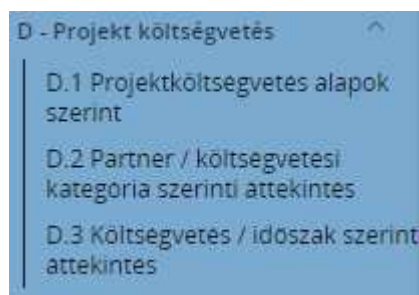 D - Projekt költségvetés
D.1 Projektköltségvetés alapok
szerint
D.2 Partner / költségvetési
kategória szerinti áttekintés
D.3 Költségvetés / időszak szerint
áttekintés